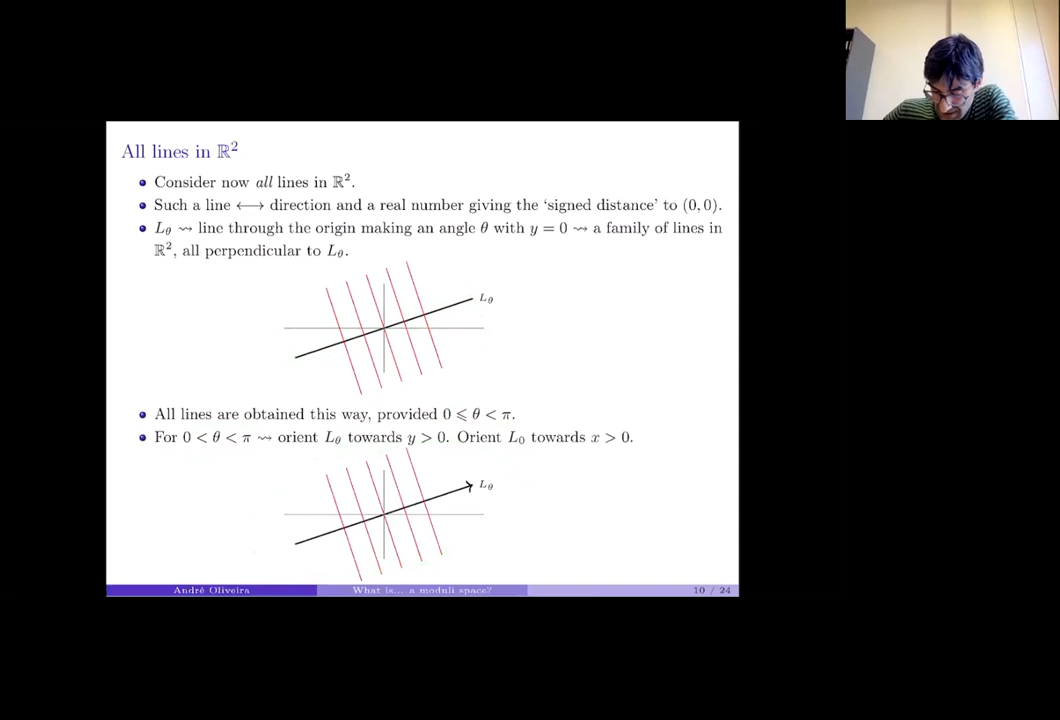 All lines in ℝ²
• Consider now all lines in ℝ².
• Such a line ⟷ direction and a real number giving the ‘signed distance’ to (0,0).
• L_θ ⇝ line through the origin making an angle θ with y = 0 ⇝ a family of lines in
ℝ², all perpendicular to L_θ.
L_θ
• All lines are obtained this way, provided 0 ⩽ θ < π.
• For 0 < θ < π ⇝ orient L_θ towards y > 0. Orient L₀ towards x > 0.
L_θ
André Oliveira What is... a moduli space? 10 / 24